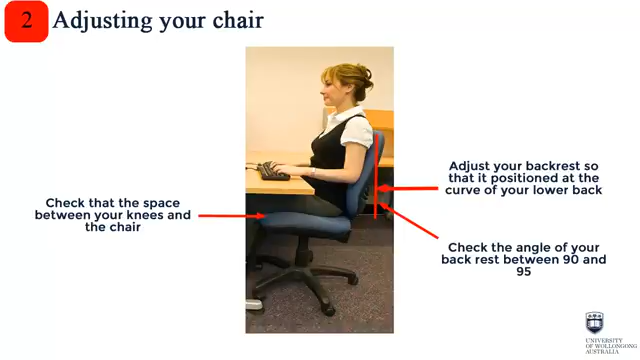 2 Adjusting your chair
Adjust your backrest so
that it positioned at the
curve of your lower back
Check that the space
between your knees and
the chair
Check the angle of your
back rest between 90 and
95
UNIVERSITY
OF WOLLONGONG
AUSTRALIA